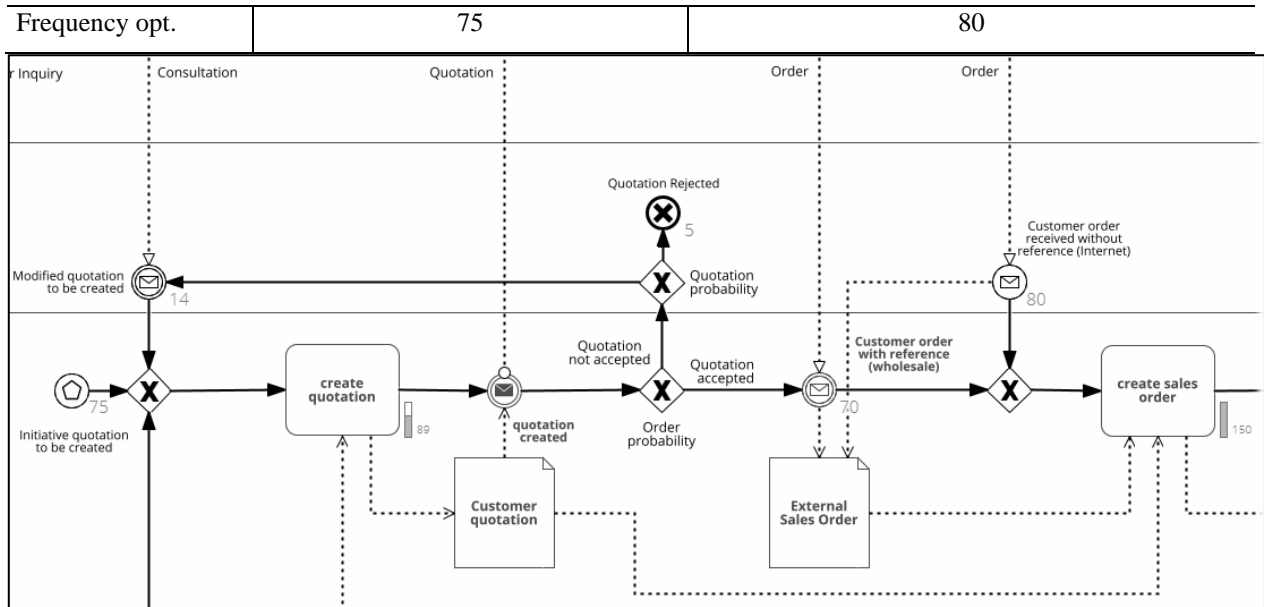 Frequency opt. 75 80
r Inquiry Consultation Quotation Order Order
Quotation Rejected
5
Customer order
received without
reference (Internet)
80
Modified quotation
to be created
14
Quotation
probability
Quotation
not accepted
Quotation
accepted
Customer order
with reference
(wholesale)
75
Initiative quotation
to be created
create
quotation
89
quotation
created
Order
probability
70
create sales
order
150
Customer
quotation
External
Sales Order